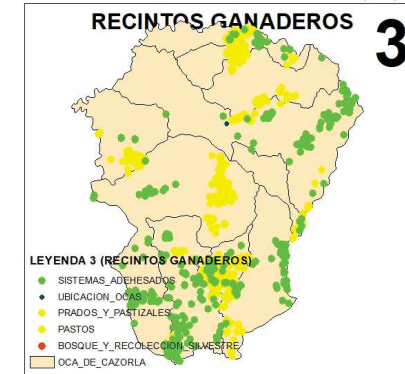 RECINTOS GANADEROS
3
LEYENDA 3 (RECINTOS GANADEROS)
SISTEMAS_ADEHESADOS
UBICACION_OCAS
PRADOS_Y_PASTIZALES
PASTOS
BOSQUE_Y_RECOLECCION_SILVESTRE
OCA_DE_CAZORLA